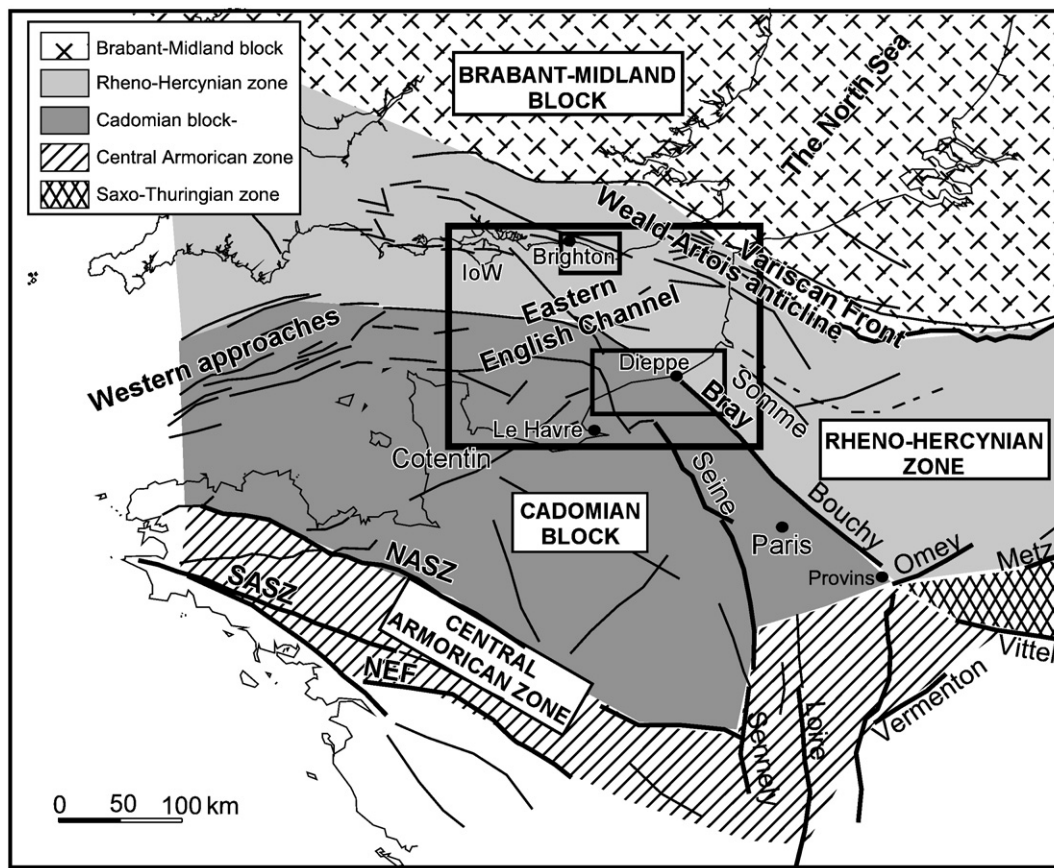 Brabant-Midland block
Rheno-Hercynian zone
Cadomian block-
Central Armorican zone
Saxo-Thuringian zone
BRABANT-MIDLAND
BLOCK
The North Sea
Weald-Artois-anticline
Variscan Front
Brighton
IoW
Eastern
English Channel
Western approaches
Dieppe
Bray
Somme
Le Havre
Cotentin
Seine
RHENO-HERCYNIAN
ZONE
CADOMIAN
BLOCK
Paris
Bouchy
Provins
Omey
Metz
Vittel
NASZ
SASZ
NEF
CENTRAL
ARMORICAN ZONE
Sennely
Loire
Vermenton
0 50 100 km